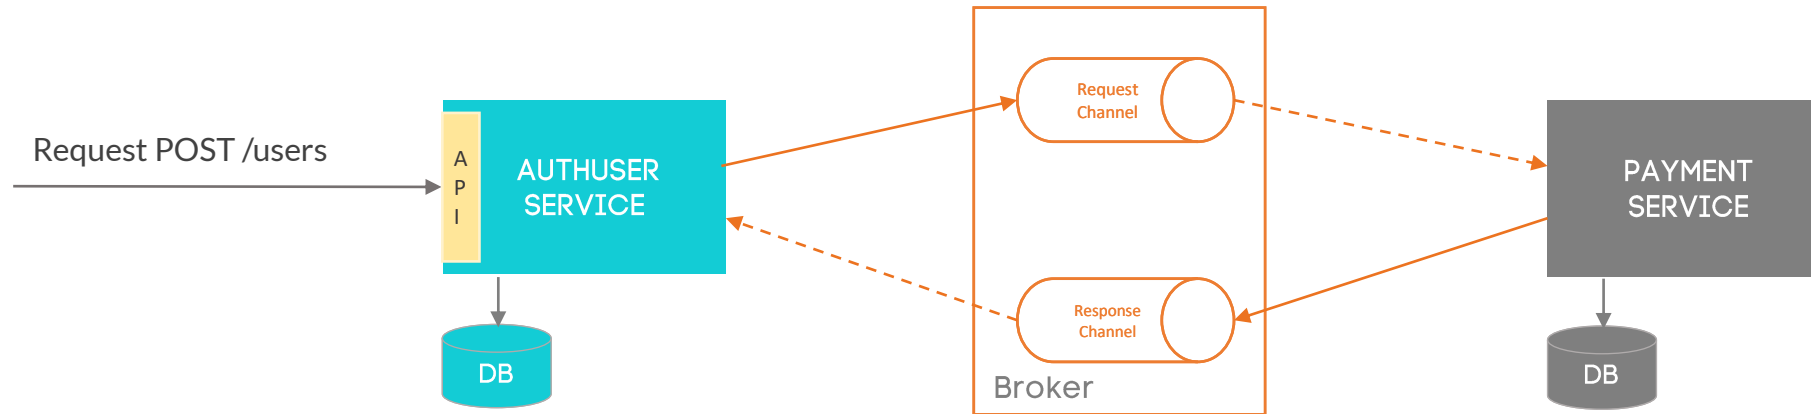 Request POST /users
A
P
I
AUTHUSER
SERVICE
DB
Request
Channel
Response
Channel
Broker
PAYMENT
SERVICE
DB